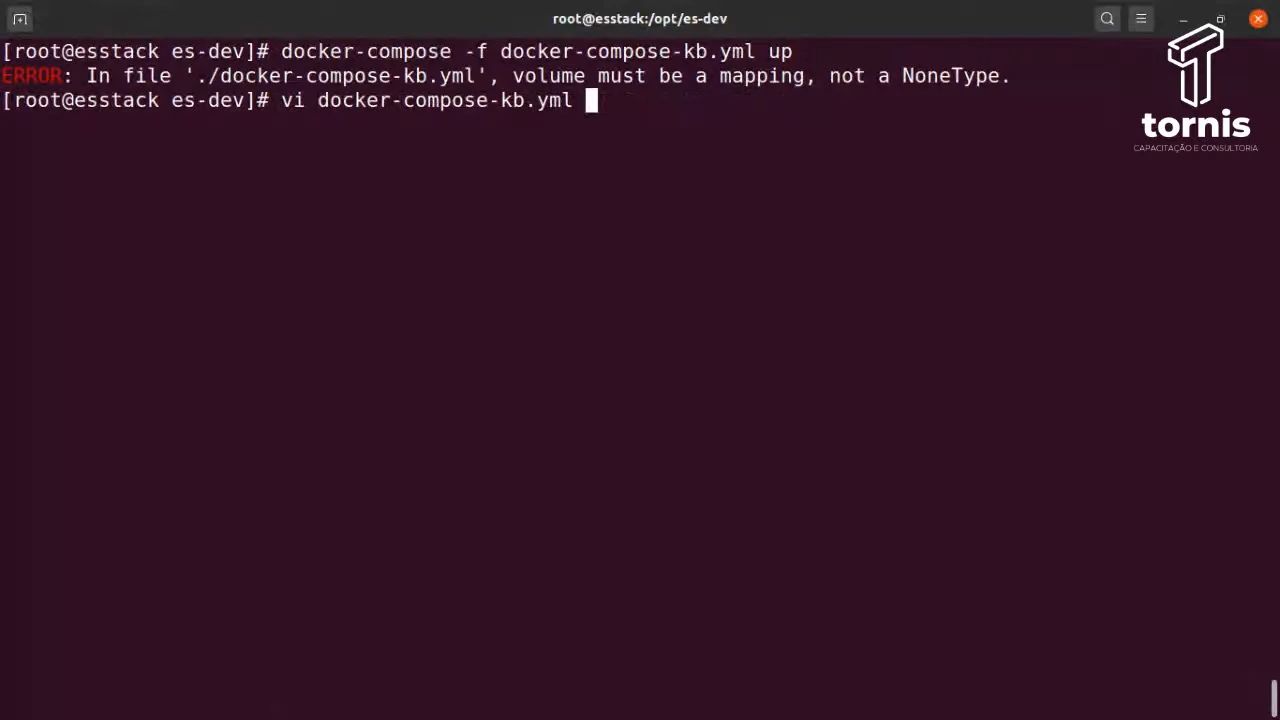 root@esstack:/opt/es-dev
[root@esstack es-dev]# docker-compose -f docker-compose-kb.yml up
ERROR: In file './docker-compose-kb.yml', volume must be a mapping, not a NoneType.
[root@esstack es-dev]# vi docker-compose-kb.yml
tornis
CAPACITAÇÃO E CONSULTORIA